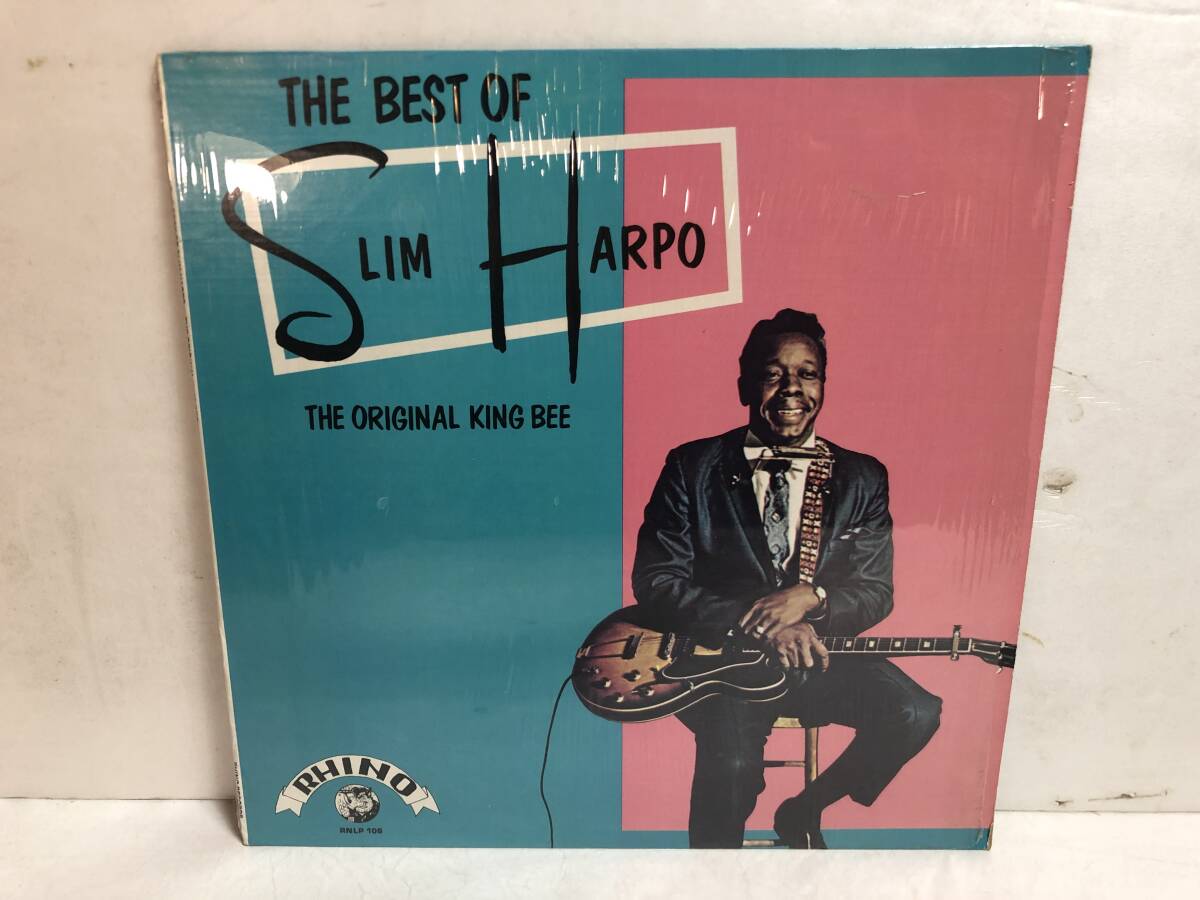 THE BEST OF
SLIM HARPO
THE ORIGINAL KING BEE
RHINO
RNLP 106